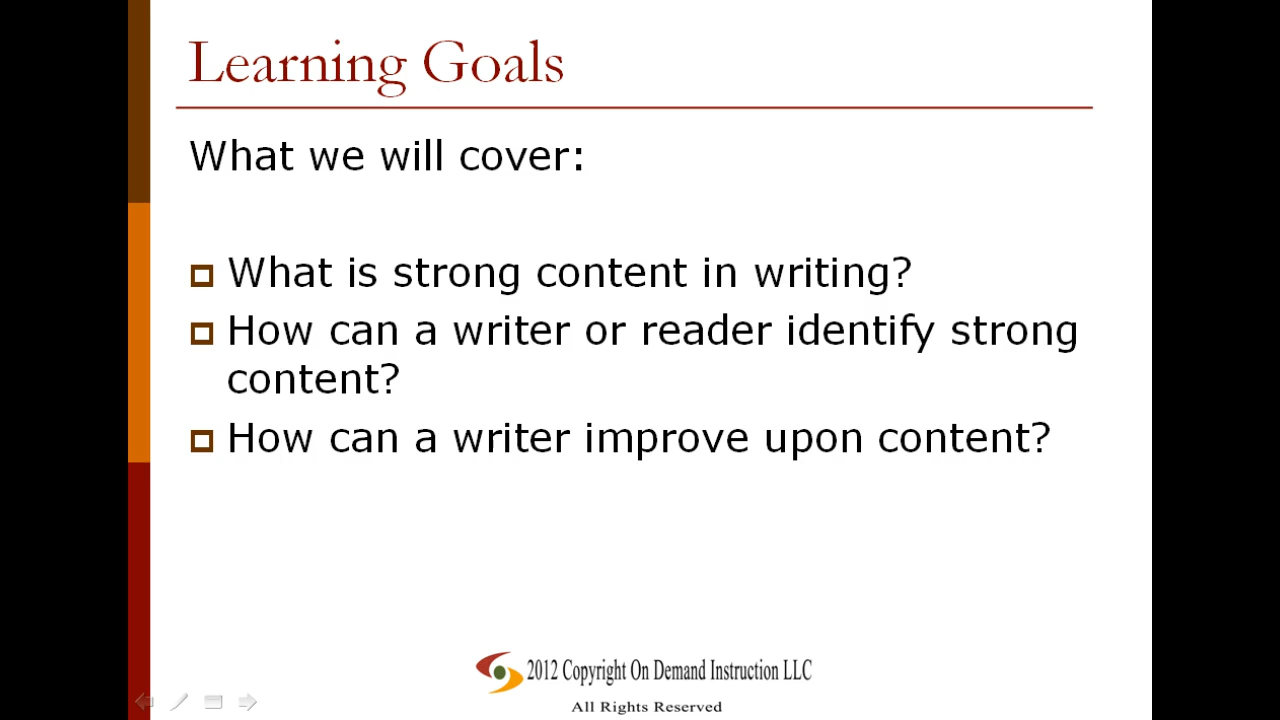 Learning Goals
What we will cover:
What is strong content in writing?
How can a writer or reader identify strong
content?
How can a writer improve upon content?
2012 Copyright On Demand Instruction LLC
All Rights Reserved